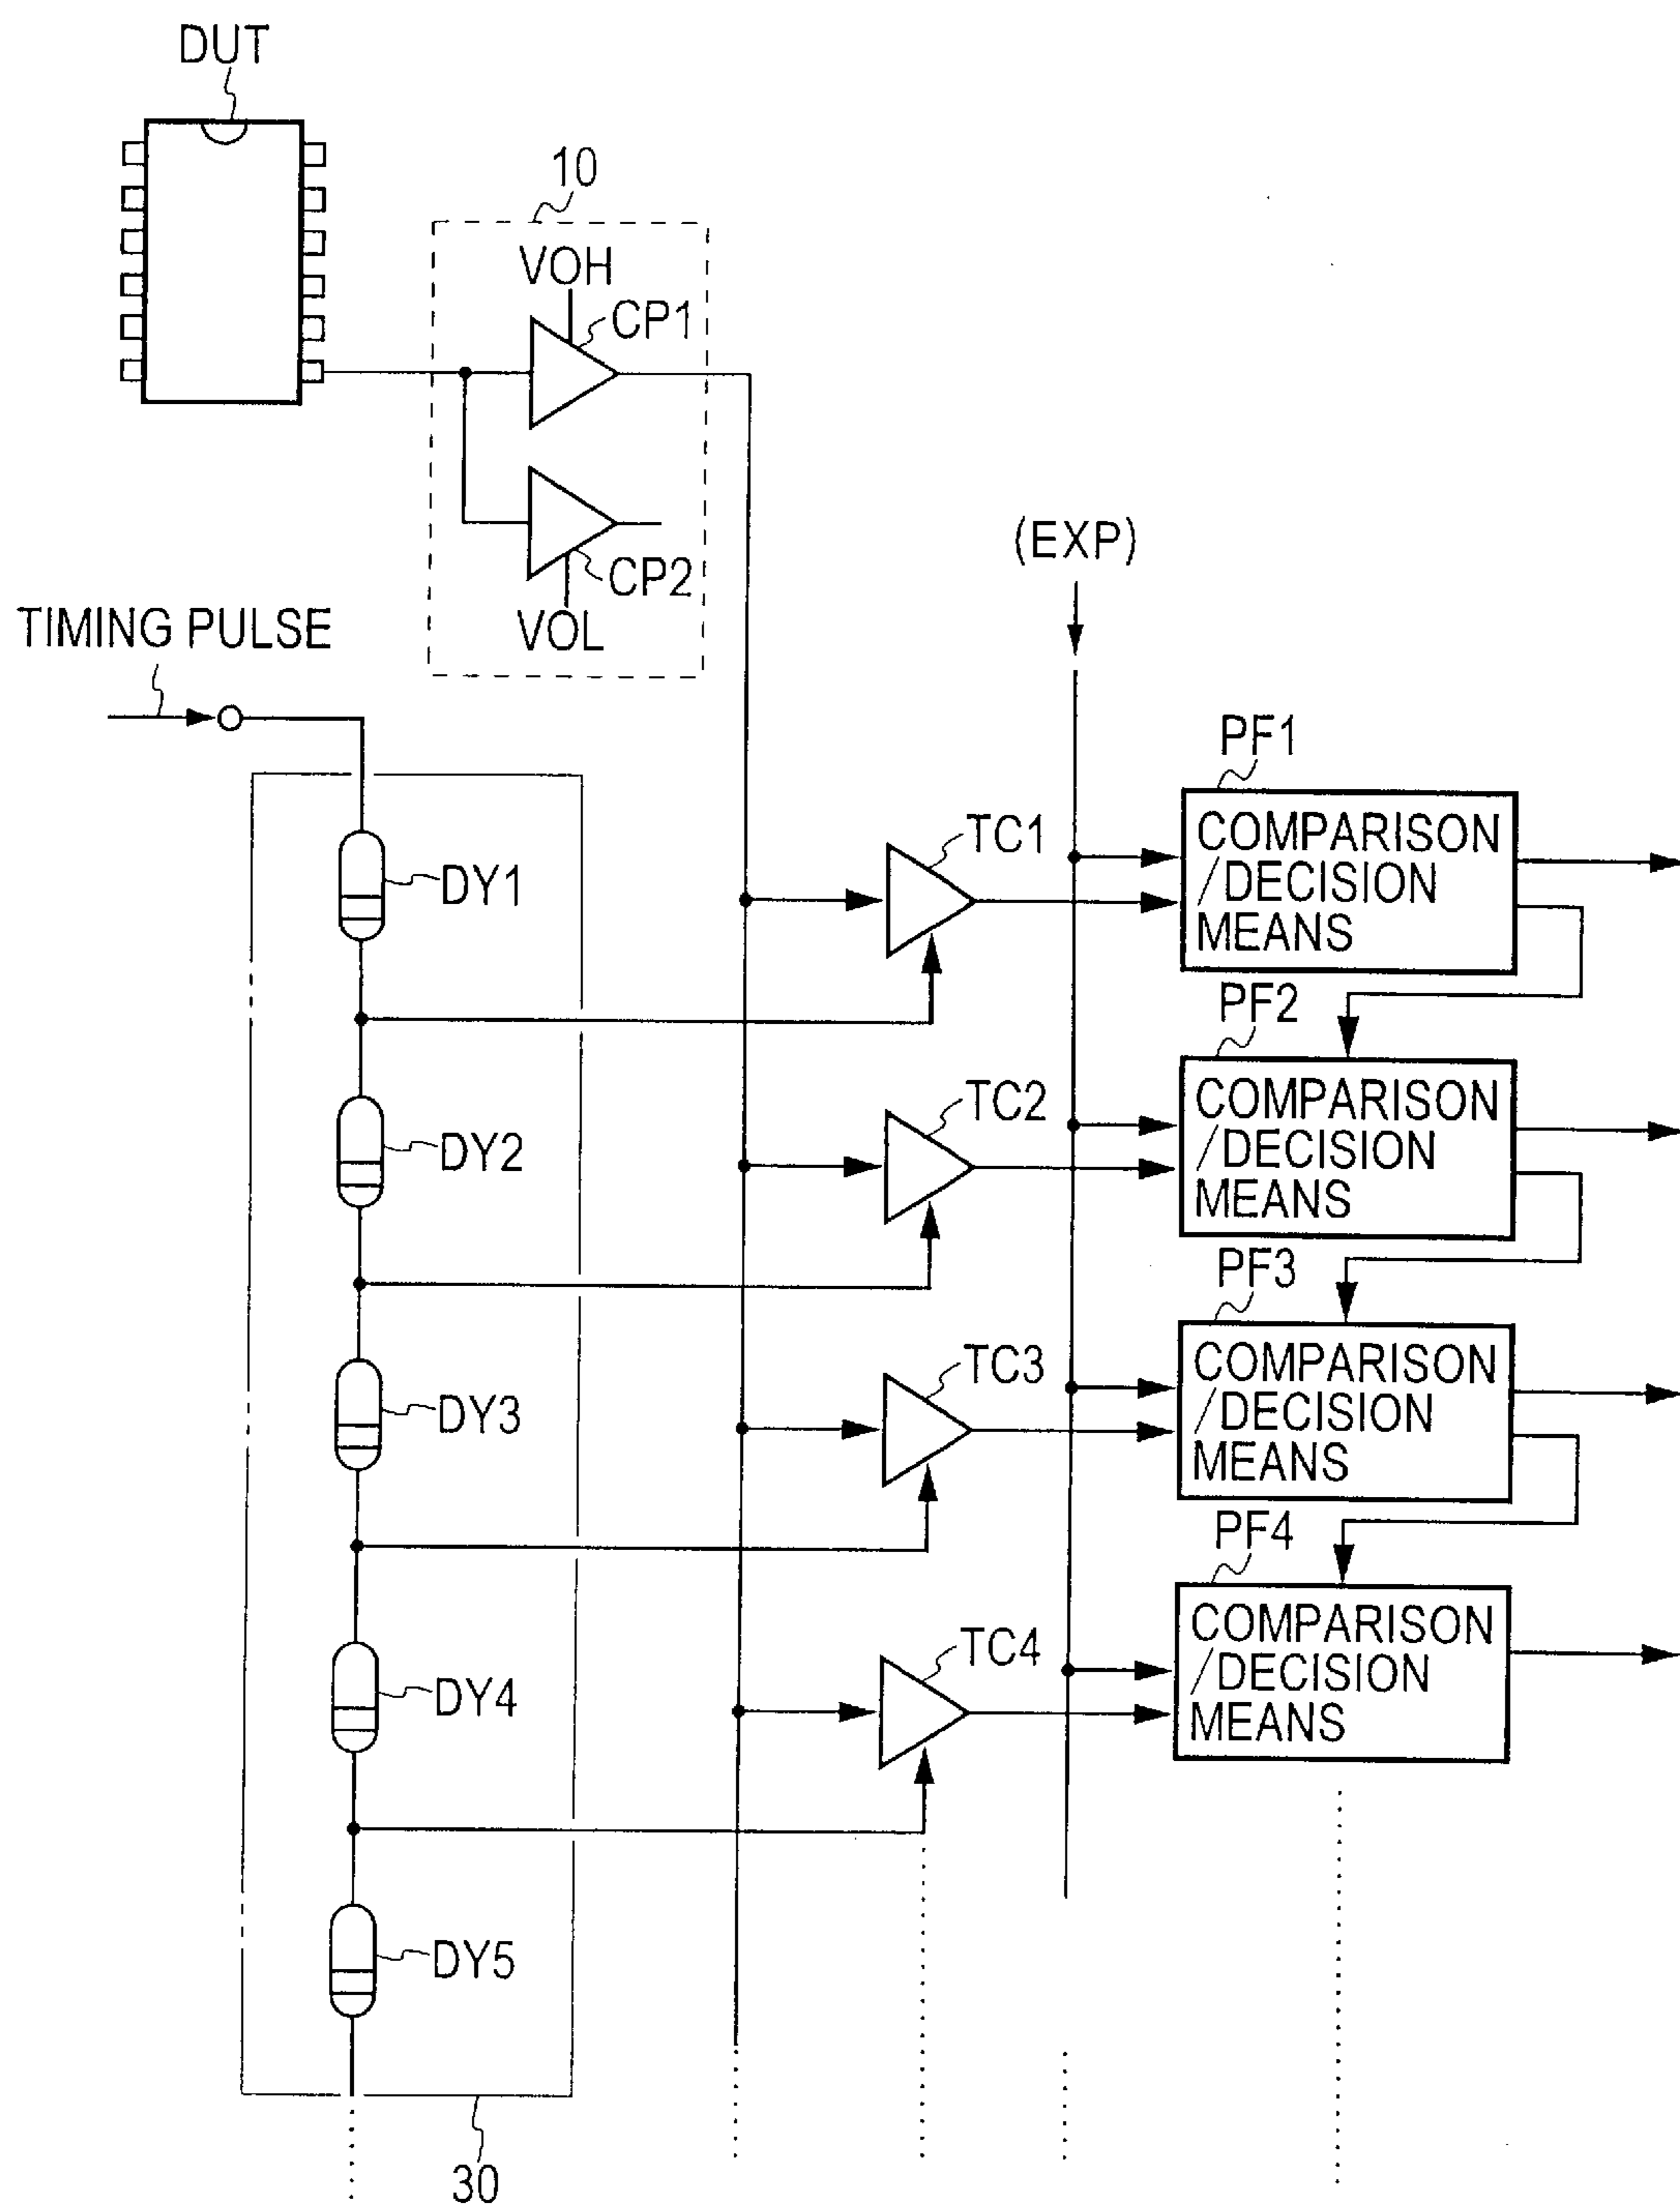 DUT
10
VOH
CP1
CP2
VOL
(EXP)
TIMING PULSE
PF1
COMPARISON
/DECISION
MEANS
TC1
DY1
PF2
COMPARISON
/DECISION
MEANS
TC2
DY2
PF3
COMPARISON
/DECISION
MEANS
TC3
DY3
PF4
COMPARISON
/DECISION
MEANS
TC4
DY4
DY5
30